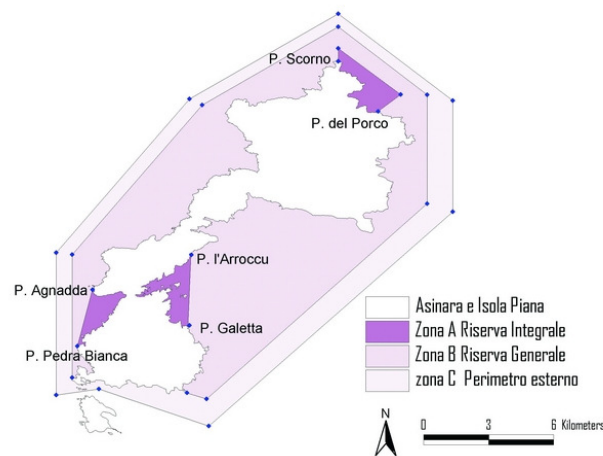 P. Scorno
P. del Porco
P. l'Arroccu
P. Agnadda
P. Galetta
P. Pedra Bianca
Asinara e Isola Piana
Zona A Riserva Integrale
Zona B Riserva Generale
zona C Perimetro esterno
N
0 3 6 Kilometers